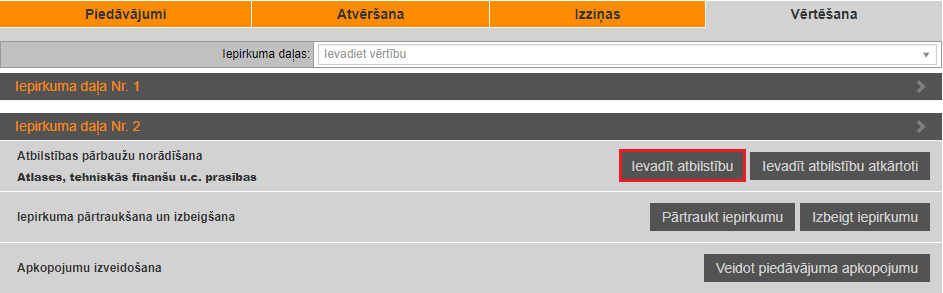 Piedāvājumi Atvēršana Izziņas Vērtēšana
Iepirkuma daļas: Ievadiet vērtību
Iepirkuma daļa Nr. 1
Iepirkuma daļa Nr. 2
Atbilstības pārbaužu norādīšana
Atlases, tehniskās finanšu u.c. prasības
Ievadīt atbilstību Ievadīt atbilstību atkārtoti
Iepirkuma pārtraukšana un izbeigšana Pārtraukt iepirkumu Izbeigt iepirkumu
Apkopojumu izveidošana Veidot piedāvājuma apkopojumu